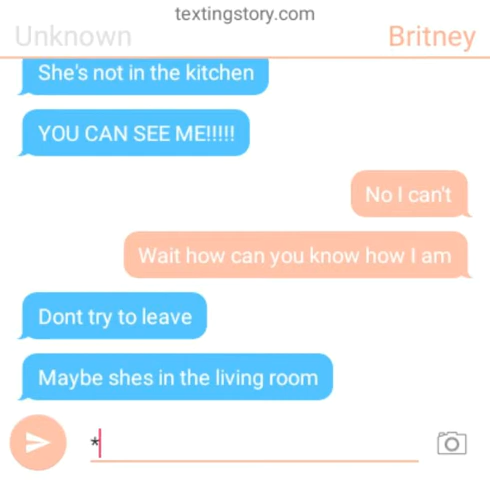 textingstory.com
Unknown
Britney
She's not in the kitchen
YOU CAN SEE ME!!!!!
No I can't
Wait how can you know how I am
Dont try to leave
Maybe shes in the living room
*